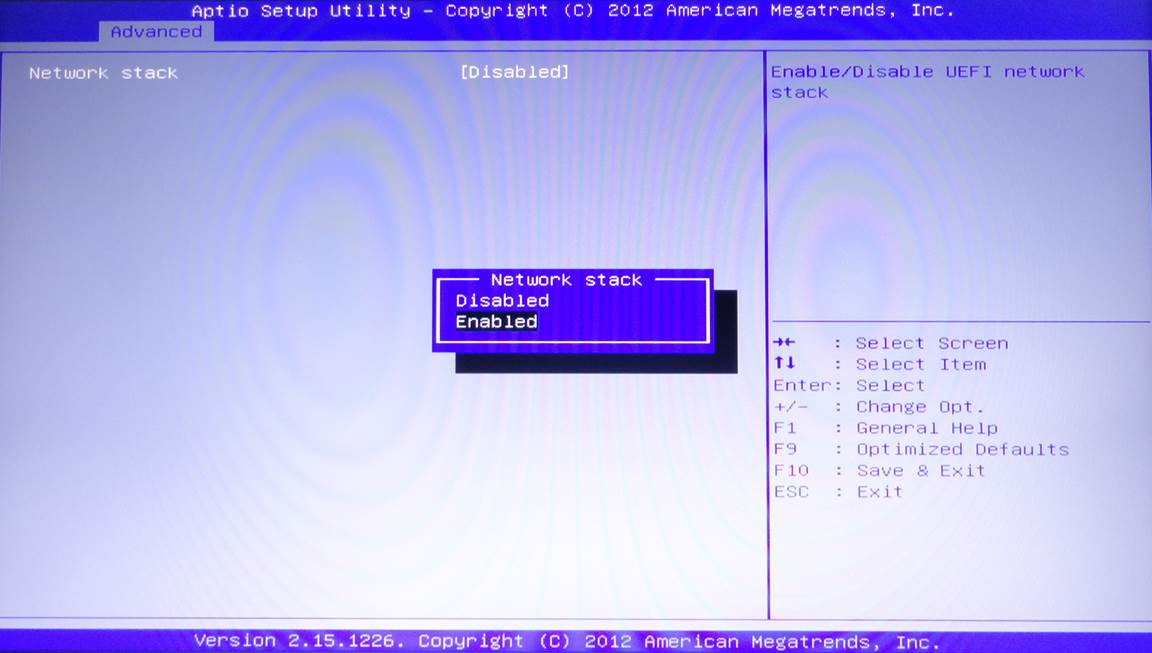 Aptio Setup Utility – Copyright (C) 2012 American Megatrends, Inc.
Advanced
Network stack [Disabled]
Enable/Disable UEFI network
stack
Network stack
Disabled
Enabled
→← : Select Screen
↑↓ : Select Item
Enter: Select
+/- : Change Opt.
F1 : General Help
F9 : Optimized Defaults
F10 : Save & Exit
ESC : Exit
Version 2.15.1226. Copyright (C) 2012 American Megatrends, Inc.